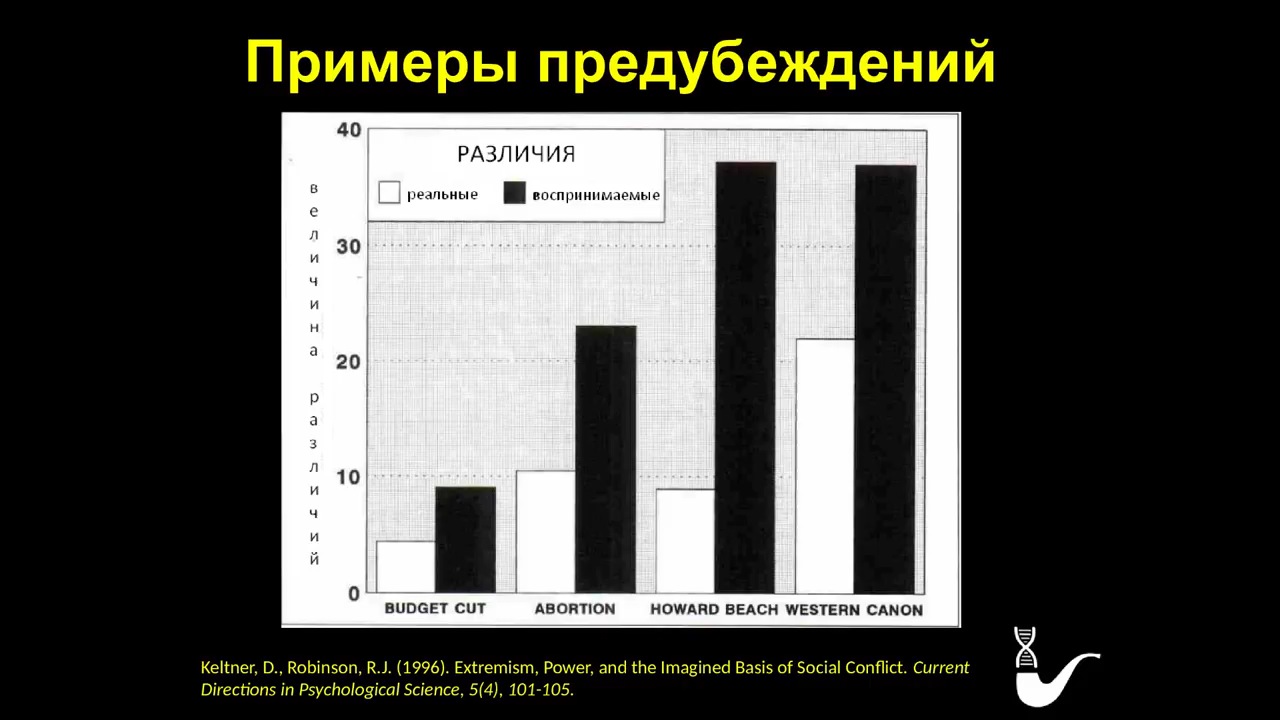 Примеры предубеждений
40
РАЗЛИЧИЯ
реальные воспринимаемые
величина различий
30
20
10
0
BUDGET CUT ABORTION HOWARD BEACH WESTERN CANON
Keltner, D., Robinson, R.J. (1996). Extremism, Power, and the Imagined Basis of Social Conflict. Current
Directions in Psychological Science, 5(4), 101-105.